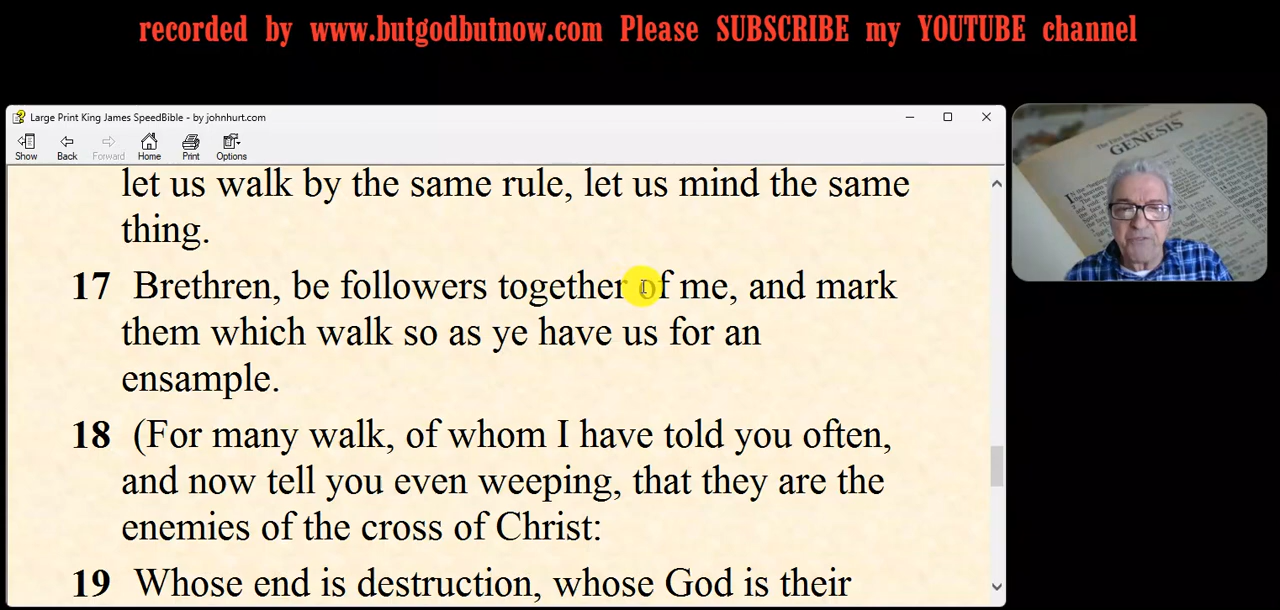 recorded by www.butgodbutnow.com Please SUBSCRIBE my YOUTUBE channel
Large Print King James SpeedBible - by johnhurt.com
Show Back Forward Home Print Options
let us walk by the same rule, let us mind the same
thing.
17 Brethren, be followers together of me, and mark
them which walk so as ye have us for an
ensample.
18 (For many walk, of whom I have told you often,
and now tell you even weeping, that they are the
enemies of the cross of Christ:
19 Whose end is destruction, whose God is their
GENESIS